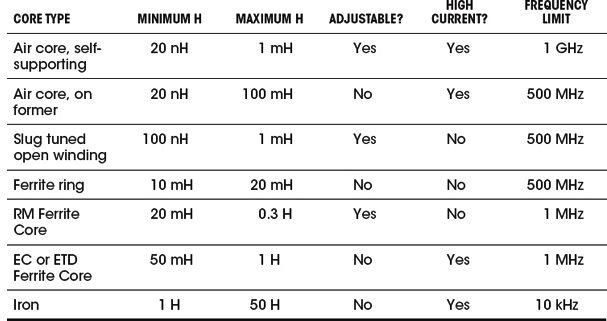 CORE TYPE MINIMUM H MAXIMUM H ADJUSTABLE? HIGH CURRENT? FREQUENCY LIMIT
Air core, self- 20 nH 1 mH Yes Yes 1 GHz
supporting
Air core, on 20 nH 100 mH No Yes 500 MHz
former
Slug tuned 100 nH 1 mH Yes No 500 MHz
open winding
Ferrite ring 10 mH 20 mH No No 500 MHz
RM Ferrite 20 mH 0.3 H Yes No 1 MHz
Core
EC or ETD 50 mH 1 H No Yes 1 MHz
Ferrite Core
Iron 1 H 50 H No Yes 10 kHz